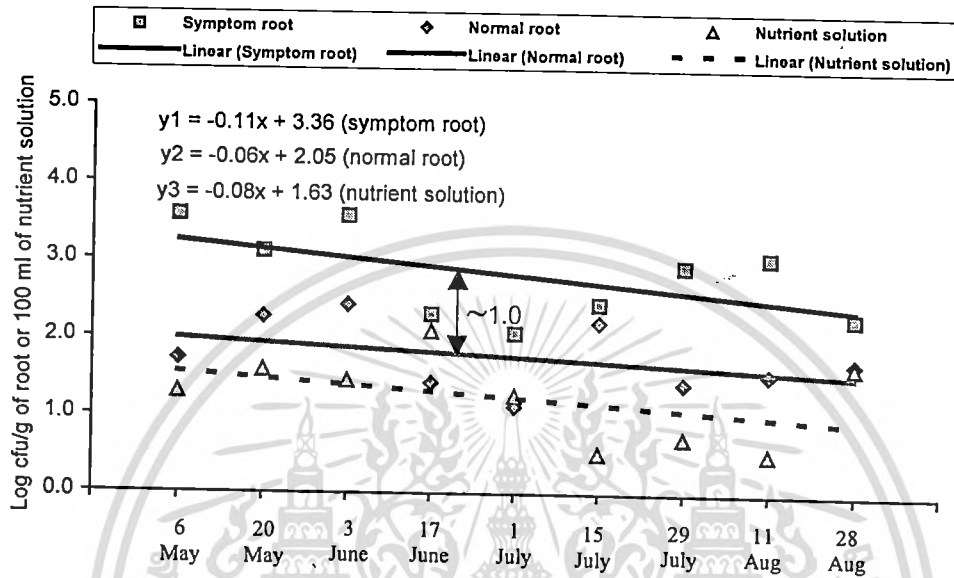 Symptom root Normal root Nutrient solution
Linear (Symptom root) Linear (Normal root) Linear (Nutrient solution)
Log cfu/g of root or 100 ml of nutrient solution
5.0
4.0
3.0
2.0
1.0
0.0
y1 = -0.11x + 3.36 (symptom root)
y2 = -0.06x + 2.05 (normal root)
y3 = -0.08x + 1.63 (nutrient solution)
~1.0
6 20 3 17 1 15 29 11 28
May May June June July July July Aug Aug